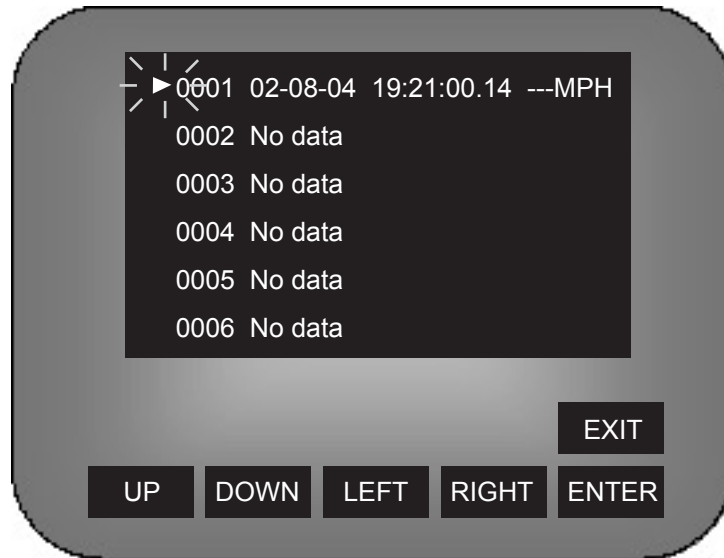 0001 02-08-04 19:21:00.14 ---MPH
0002 No data
0003 No data
0004 No data
0005 No data
0006 No data
EXIT
UP DOWN LEFT RIGHT ENTER